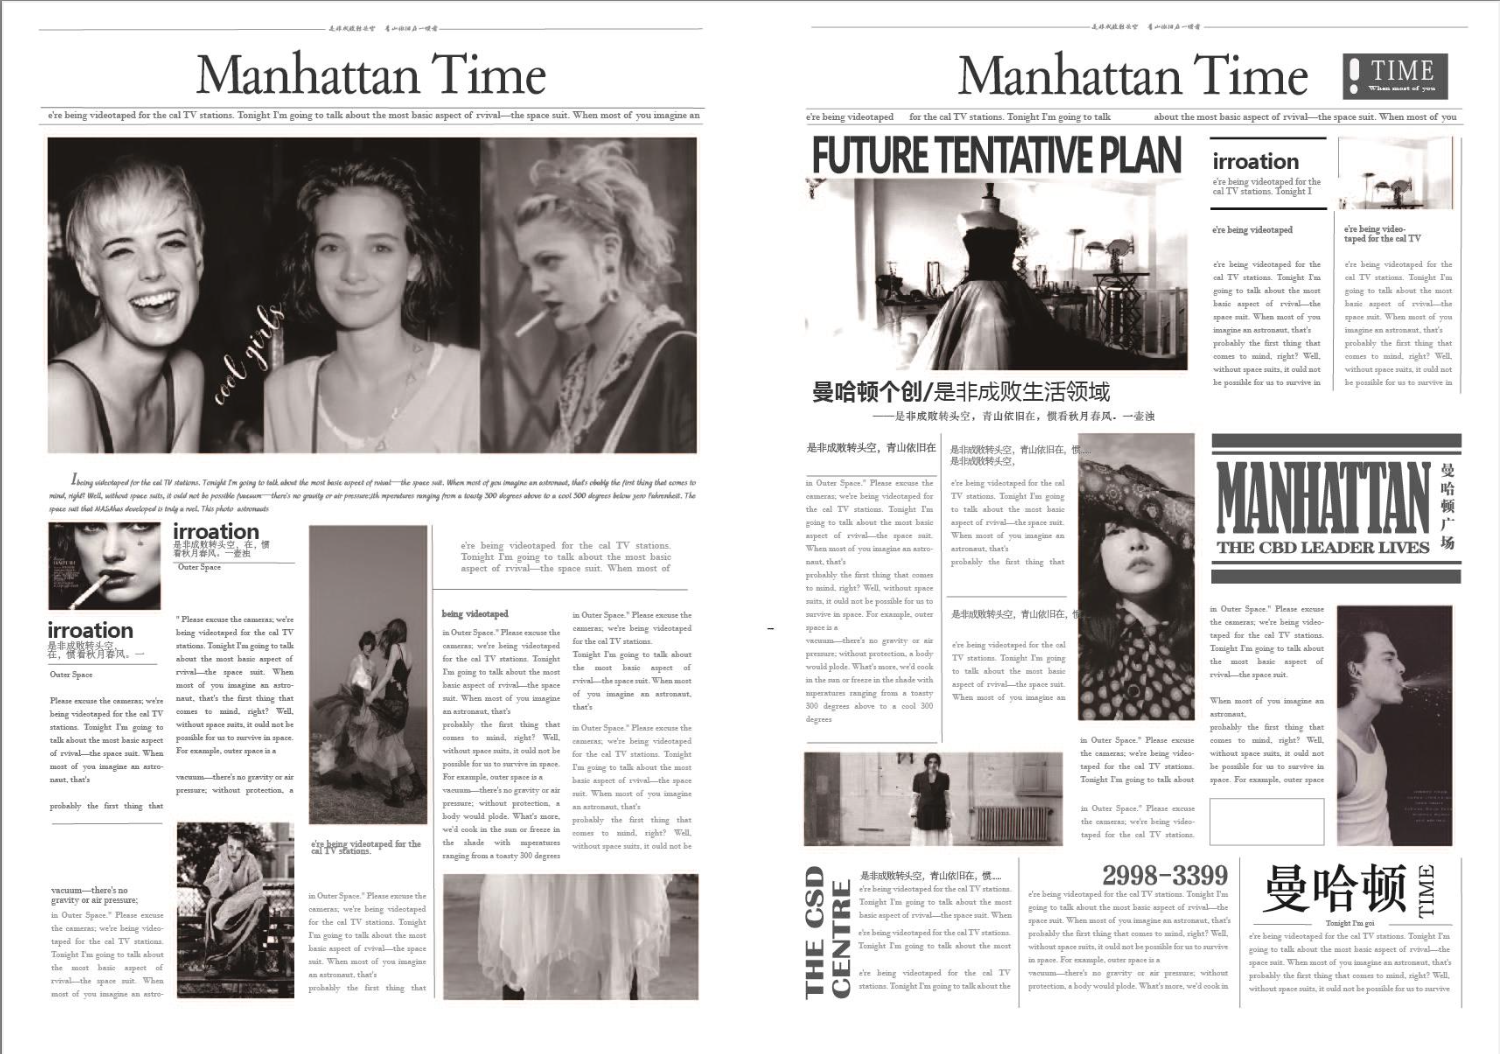 是非成败转头空 青山依旧在一惯看
Manhattan Time
e're being videotaped for the cal TV stations. Tonight I'm going to talk about the most basic aspect of rvival—the space suit. When most of you imagine an
cool girls
Ibeing videotaped for the cal TV stations. Tonight I'm going to talk about the most basic aspect of rvival—the space suit. When most of you imagine an astronaut, that's obably the first thing that comes to
mind, right? Well, without space suits, it ould not be possible
space suit that NASAhas developed is truly a rvel. This photo astronauts
irroation
是非成败转头空，在，惯
看秋月春风。一壶浊
Outer Space
irroation
是非成败转头空，
在，惯看秋月春风。一
Outer Space
Please excuse the cameras; we're
being videotaped for the cal TV
stations. Tonight I'm going to
talk about the most basic aspect
of rvival—the space suit. When
most of you imagine an astro-
naut, that's
probably the first thing that
vacuum—there's no
gravity or air pressure;
in Outer Space." Please excuse
the cameras; we're being video-
taped for the cal TV stations.
Tonight I'm going to talk about
the most basic aspect of
rvival—the space suit. When
most of you imagine an astro-
" Please excuse the cameras; we're
being videotaped for the cal TV
stations. Tonight I'm going to talk
about the most basic aspect of
rvival—the space suit. When
most of you imagine an astro-
naut, that's the first thing that
comes to mind, right? Well,
without space suits, it ould not be
possible for us to survive in
For example, outer space is a
vacuum—there's no gravity or air
pressure; without protection, a
e're being videotaped for the
cal TV stations.
in Outer Space." Please excuse the
cameras; we're being videotaped
for the cal TV stations. Tonight
I'm going to talk about the most
basic aspect of rvival—the space
suit. When most of you imagine
an astronaut, that's
probably the first thing that
e're being videotaped for the cal TV stations.
Tonight I'm going to talk about the most basic
aspect of rvival—the space suit. When most of
being videotaped
in Outer Space." Please excuse the
cameras; we're being videotaped
for the cal TV stations. Tonight
I'm going to talk about the most
basic aspect of rvival—the space
suit. When most of you imagine
an astronaut, that's
probably the first thing that
comes to mind, right? Well,
without space suits, it ould not be
possible for us to survive in space.
For example, outer space is a
vacuum—there's no gravity or air
pressure; without protection, a
body would plode. What's more,
we'd cook in the sun or freeze in
the shade with mperatures
ranging from a toasty 300 degrees
in Outer Space." Please excuse the
cameras; we're being videotaped
for the cal TV stations.
Tonight I'm going to talk about
the most basic aspect of
rvival—the space suit. When most
of you imagine an astronaut,
that's
in Outer Space." Please excuse the
cameras; we're being videotaped
for the cal TV stations. Tonight
I'm going to talk about the most
basic aspect of rvival—the space
suit. When most of you imagine
an astronaut, that's
probably the first thing that
comes to mind, right? Well,
without space suits, it ould not be
是非成败转头空 青山依旧在一惯看
Manhattan Time
! TIME
When most of you
e're being videotaped for the cal TV stations. Tonight I'm going to talk about the most basic aspect of rvival—the space suit. When most of you
FUTURE TENTATIVE PLAN
曼哈顿个创/是非成败生活领域
——是非成败转头空，青山依旧在，惯看秋月春风。一壶浊
irroation
e're being videotaped for the
cal TV stations. Tonight I
e're being videotaped
e're being videotaped for the
cal TV stations. Tonight I'm
going to talk about the most
basic aspect of rvival—the
space suit. When most of you
imagine an astronaut, that's
probably the first thing that
comes to mind, right? Well,
without space suits, it ould not
be possible for us to survive in
e're being video-
taped for the cal TV
e're being videotaped for the
cal TV stations. Tonight I'm
going to talk about the most
basic aspect of rvival—the
space suit. When most of you
imagine an astronaut, that's
probably the first thing that
comes to mind, right? Well,
without space suits, it ould not
be possible for us to survive in
是非成败转头空，青山依旧在
in Outer Space." Please excuse the
cameras; we're being videotaped for
the cal TV stations. Tonight I'm
going to talk about the most basic
aspect of rvival—the space suit.
When most of you imagine an astro-
naut, that's
probably the first thing that comes
to mind, right? Well, without space
suits, it ould not be possible for us to
survive in space. For example, outer
space is a
vacuum—there's no gravity or air
pressure; without protection, a body
would plode. What's more, we'd cook
in the sun or freeze in the shade with
mperatures ranging from a toasty
300 degrees above to a cool 300
degrees
是非成败转头空，青山依旧在，惯....
是非成败转头空，
e're being videotaped for the cal
TV stations. Tonight I'm going
to talk about the most basic
aspect of rvival—the space suit.
When most of you imagine an
astronaut, that's
probably the first thing that
是非成败转头空，青山依旧在，惯
e're being videotaped for the cal
TV stations. Tonight I'm going
to talk about the most basic
aspect of rvival—the space suit.
When most of you imagine an
MANHATTAN
THE CBD LEADER LIVES
曼哈顿广场
in Outer Space." Please excuse
the cameras; we're being video-
taped for the cal TV stations.
Tonight I'm going to talk about
the most basic aspect of
rvival—the space suit.
When most of you imagine an
astronaut,
probably the first thing that
comes to mind, right? Well,
without space suits, it ould not
be possible for us to survive in
space. For example, outer space
in Outer Space." Please excuse
the cameras; we're being video-
taped for the cal TV stations.
Tonight I'm going to talk about
in Outer Space." Please excuse
the cameras; we're being video-
taped for the cal TV stations.
THE CSD
CENTRE
是非成败转头空，青山依旧在，惯.....
e're being videotaped for the cal TV stations.
Tonight I'm going to talk about the most
basic aspect of rvival—the space suit. When
e're being videotaped for the cal TV stations.
Tonight I'm going to talk about the most
e're being videotaped for the cal TV
stations. Tonight I'm going to talk about the
2998-3399
e're being videotaped for the cal TV stations. Tonight I'm
going to talk about the most basic aspect of rvival—the
space suit. When most of you imagine an astronaut, that's
probably the first thing that comes to mind, right? Well,
without space suits, it ould not be possible for us to survive
in space. For example, outer space is a
vacuum—there's no gravity or air pressure; without
protection, a body would plode. What's more, we'd cook in
曼哈顿 TIME
Tonight I'm goi
e're being videotaped for the cal TV stations. Tonight I'm
going to talk about the most basic aspect of rvival—the
space suit. When most of you imagine an astronaut, that's
probably the first thing that comes to mind, right? Well,
without space suits, it ould not be possible for us to survive